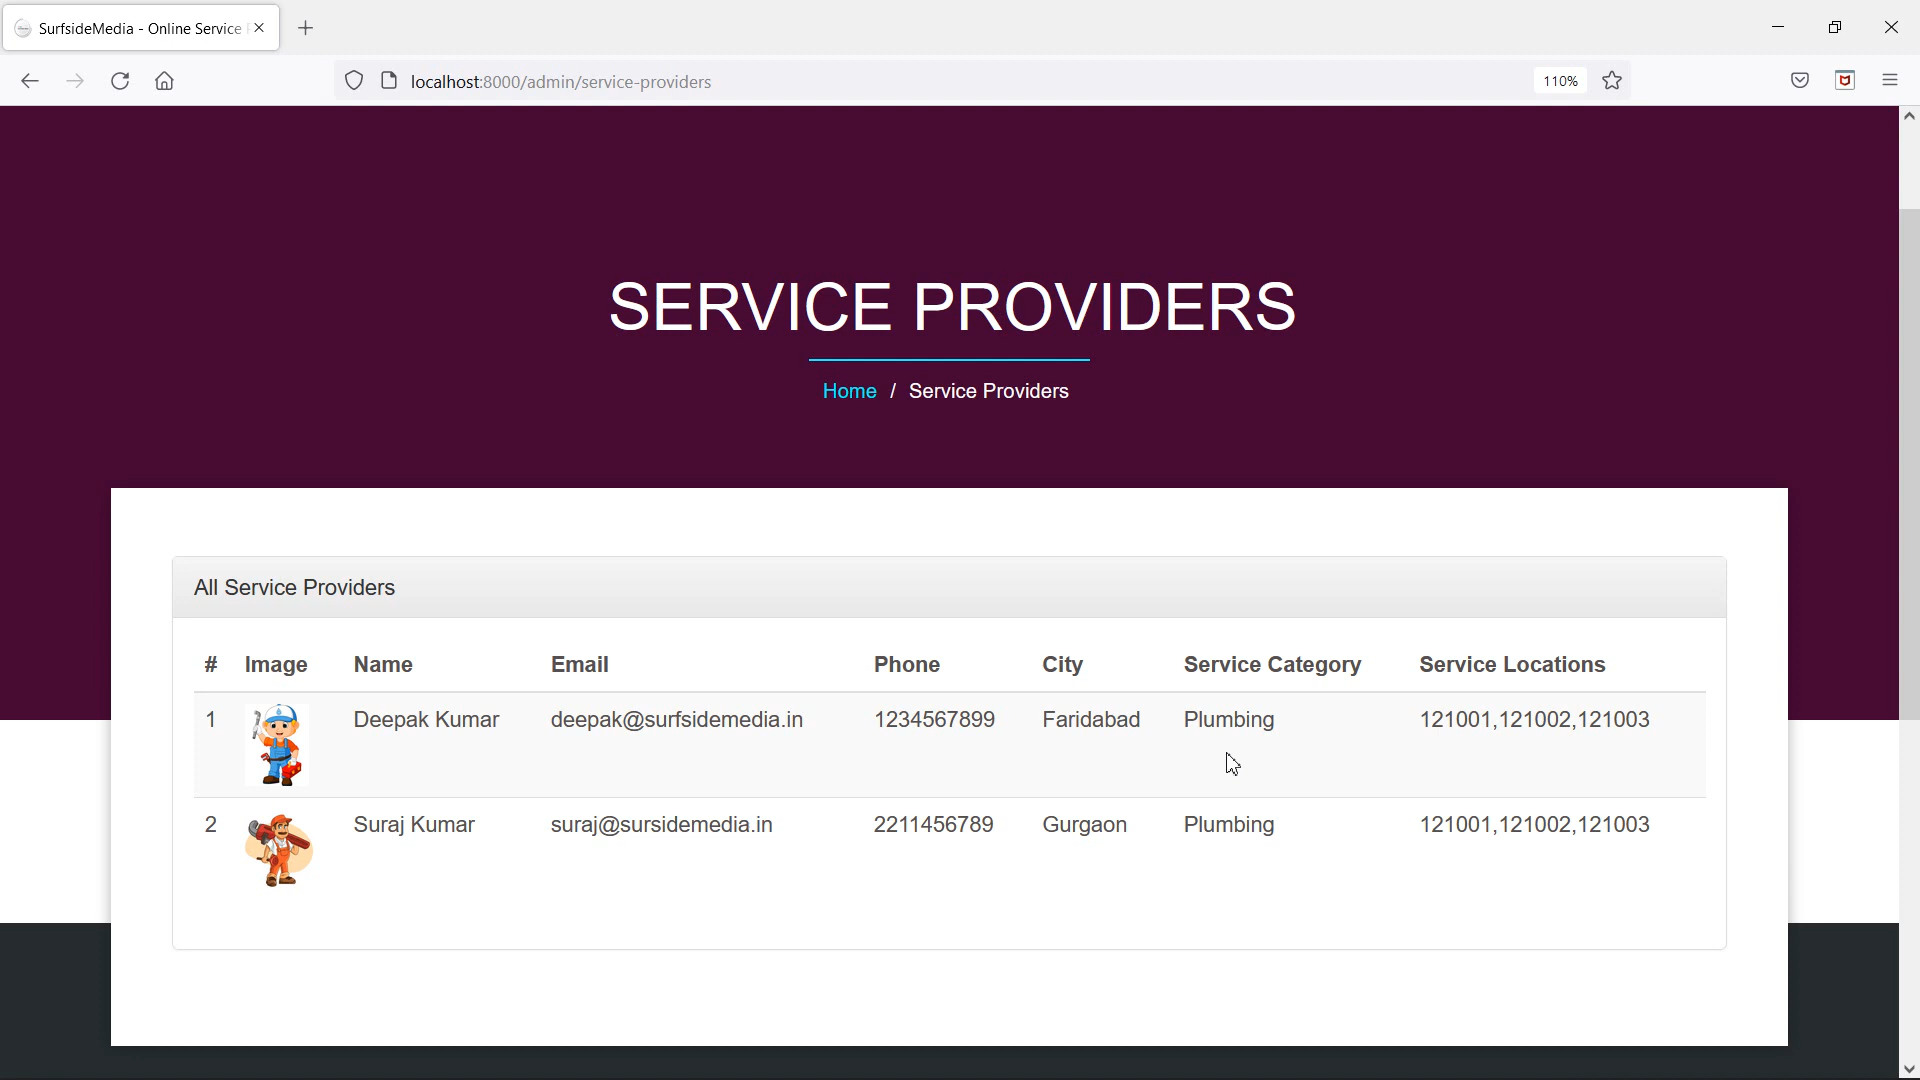 SurfsideMedia - Online Service
localhost:8000/admin/service-providers
110%
SERVICE PROVIDERS
Home / Service Providers
All Service Providers
# Image Name Email Phone City Service Category Service Locations
1 Deepak Kumar deepak@surfsidemedia.in 1234567899 Faridabad Plumbing 121001,121002,121003
2 Suraj Kumar suraj@sursidemedia.in 2211456789 Gurgaon Plumbing 121001,121002,121003